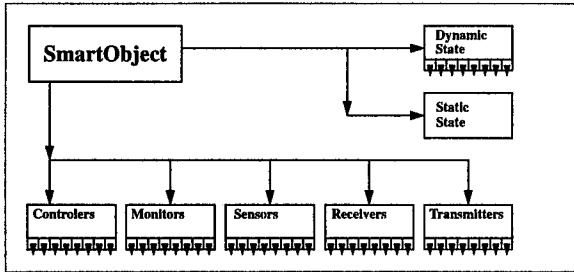 SmartObject
Dynamic
State
Static
State
Controlers
Monitors
Sensors
Receivers
Transmitters